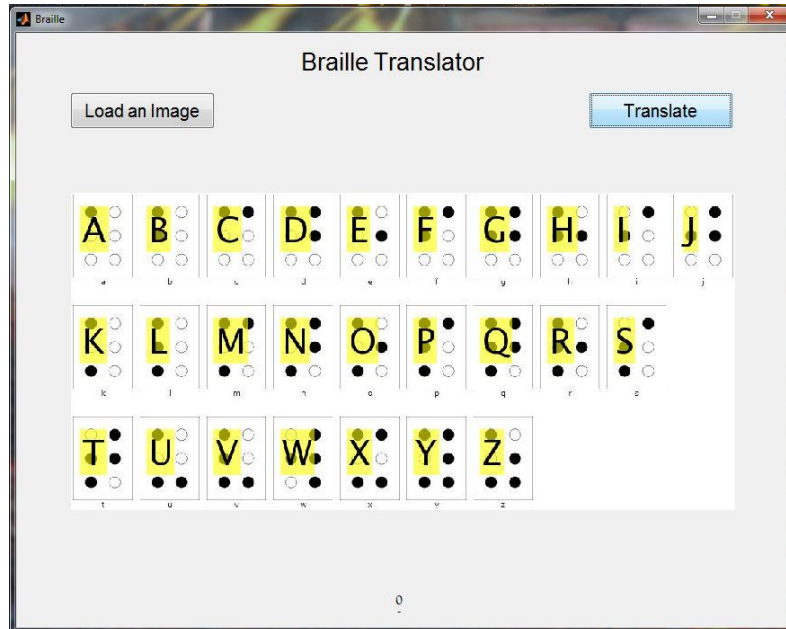 Braille
Braille Translator
Load an Image Translate
A B C D E F G H I J
a b c d e f g h i j
K L M N O P Q R S
k l m n o p q r s
T U V W X Y Z
t u v w x y z
0